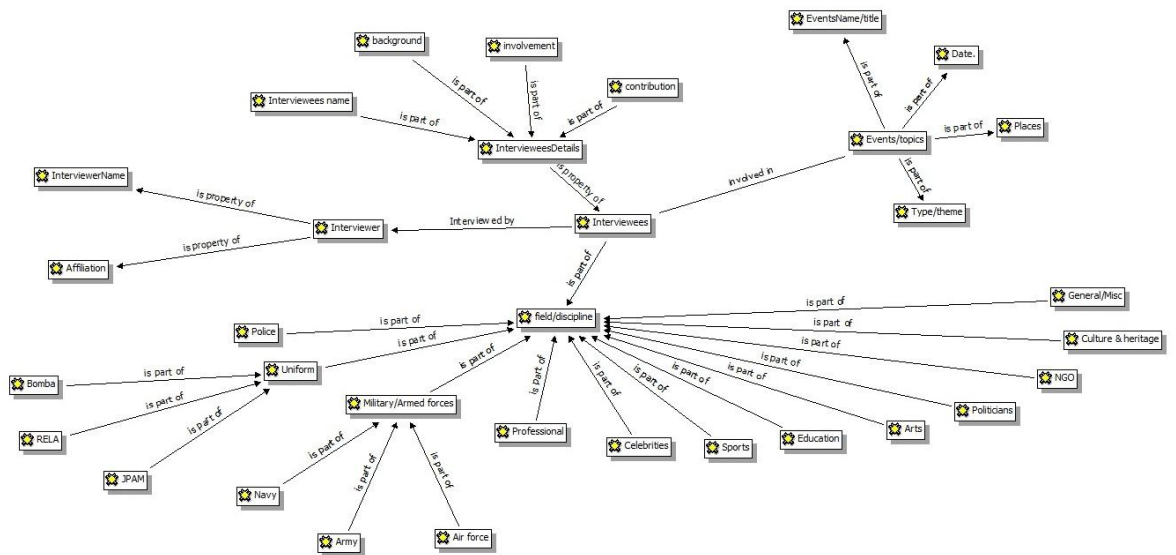 EventsName/title
background
involvement
Date.
is part of
is part of
is part of
is part of
contribution
Interviewees name
is part of
is part of
is part of
Places
Events/topics
IntervieweesDetails
InterviewerName
is property of
involved in
is part of
is property of
Type/theme
Interviewed by
Interviewees
Interviewer
is property of
Affiliation
is part of
General/Misc
is part of
field/discipline
is part of
Police
is part of
is part of
Culture & heritage
is part of
Uniform
is part of
is part of
Bomba
is part of
is part of
NGO
is part of
is part of
is part of
is part of
Military/Armed forces
Politicians
is part of
RELA
Professional
Arts
Celebrities
Sports
Education
is part of
JPAM
is part of
is part of
Navy
Army
Air force